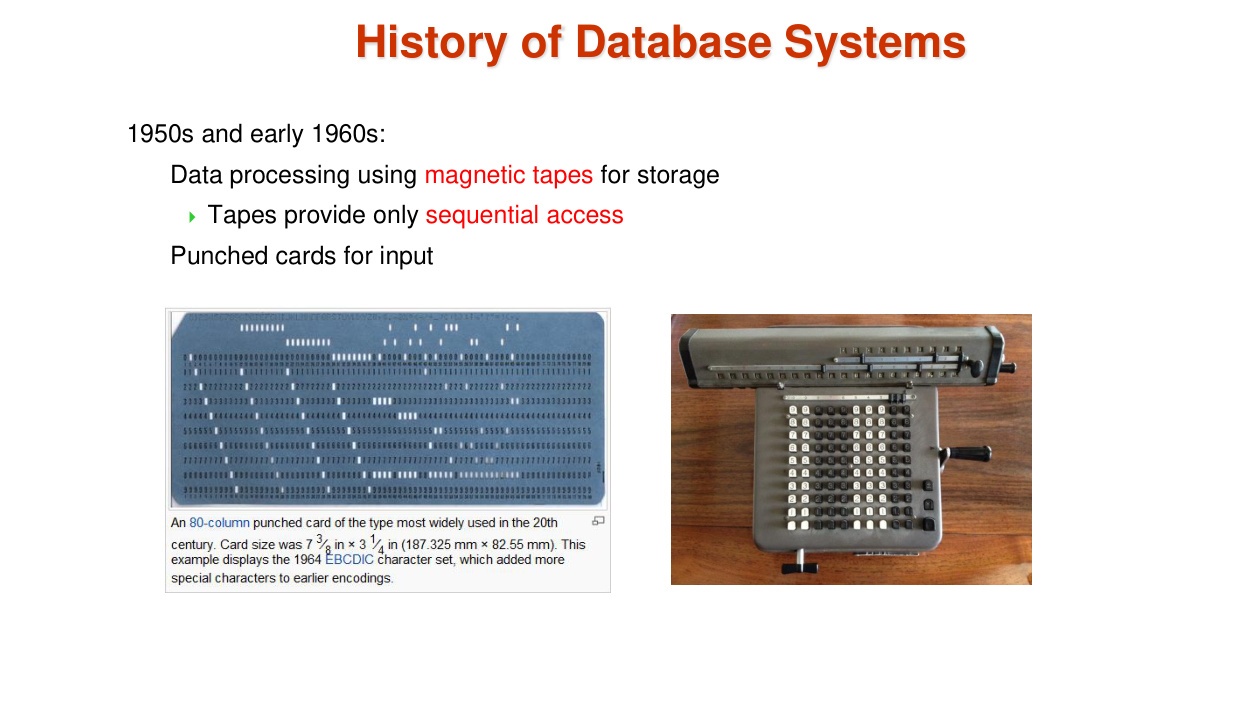 History of Database Systems
1950s and early 1960s:
Data processing using magnetic tapes for storage
Tapes provide only sequential access
Punched cards for input
An 80-column punched card of the type most widely used in the 20th
century. Card size was 7 3⁄8 in × 3 1⁄4 in (187.325 mm × 82.55 mm). This
example displays the 1964 EBCDIC character set, which added more
special characters to earlier encodings.